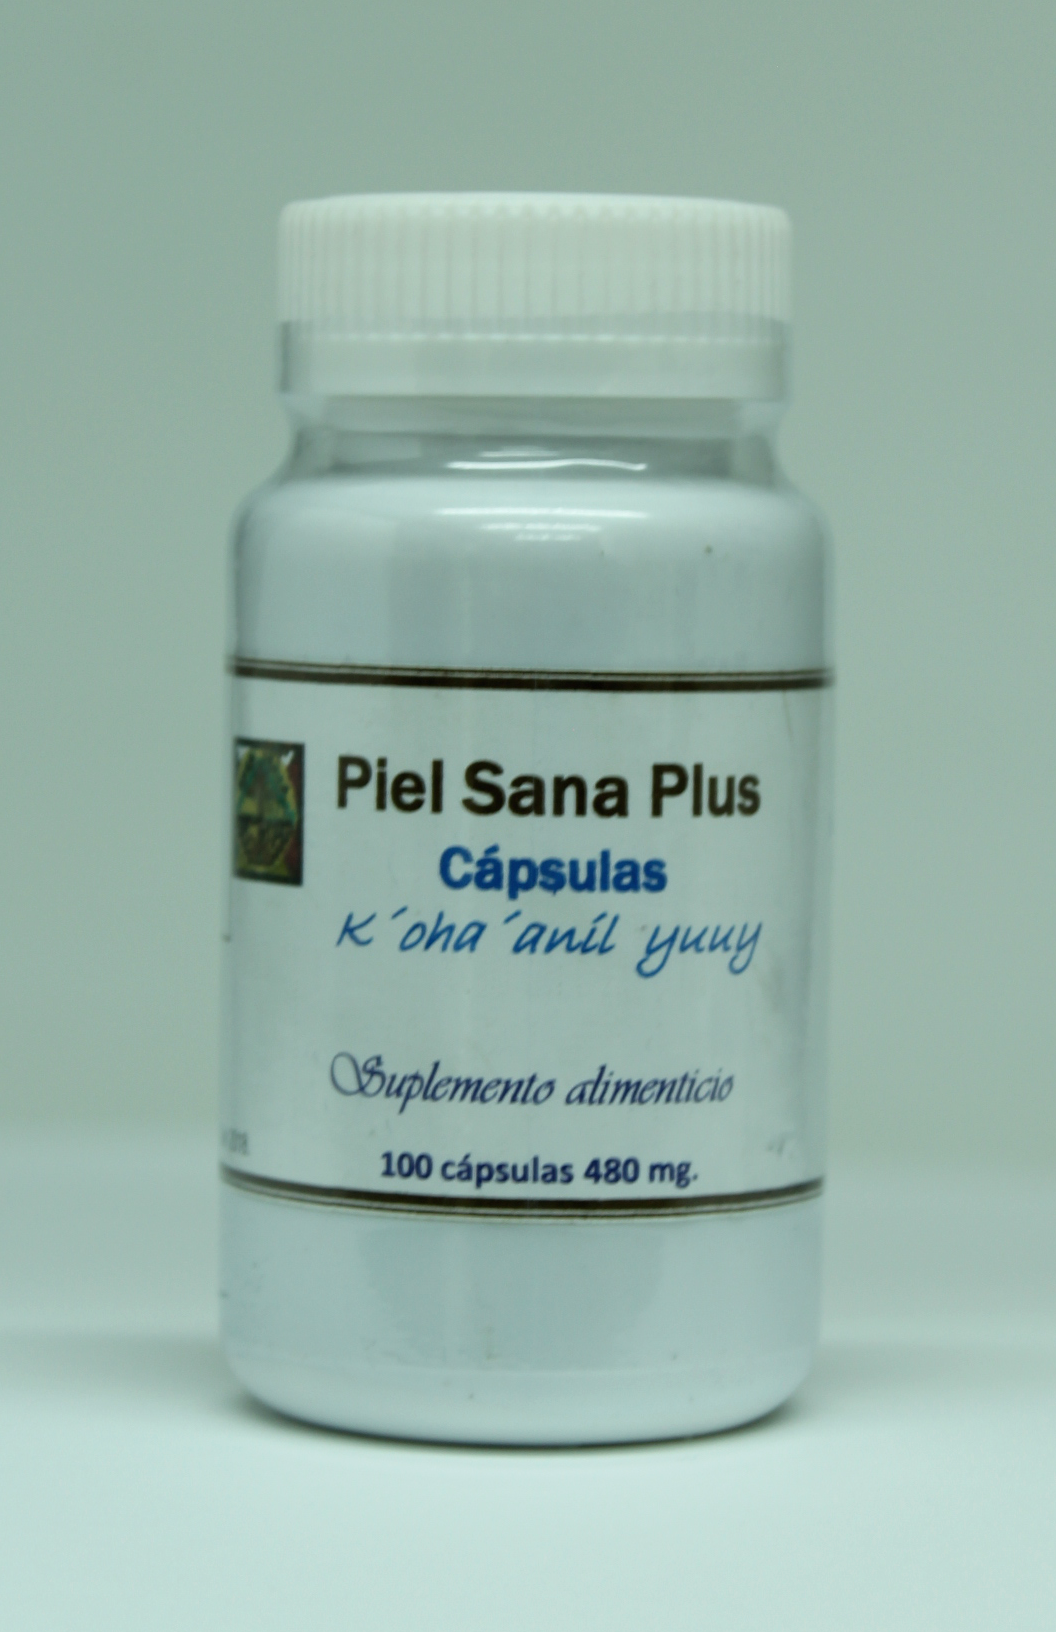 Piel Sana Plus
Cápsulas
K´oha´anil yuuy
Suplemento alimenticio
100 cápsulas 480 mg.